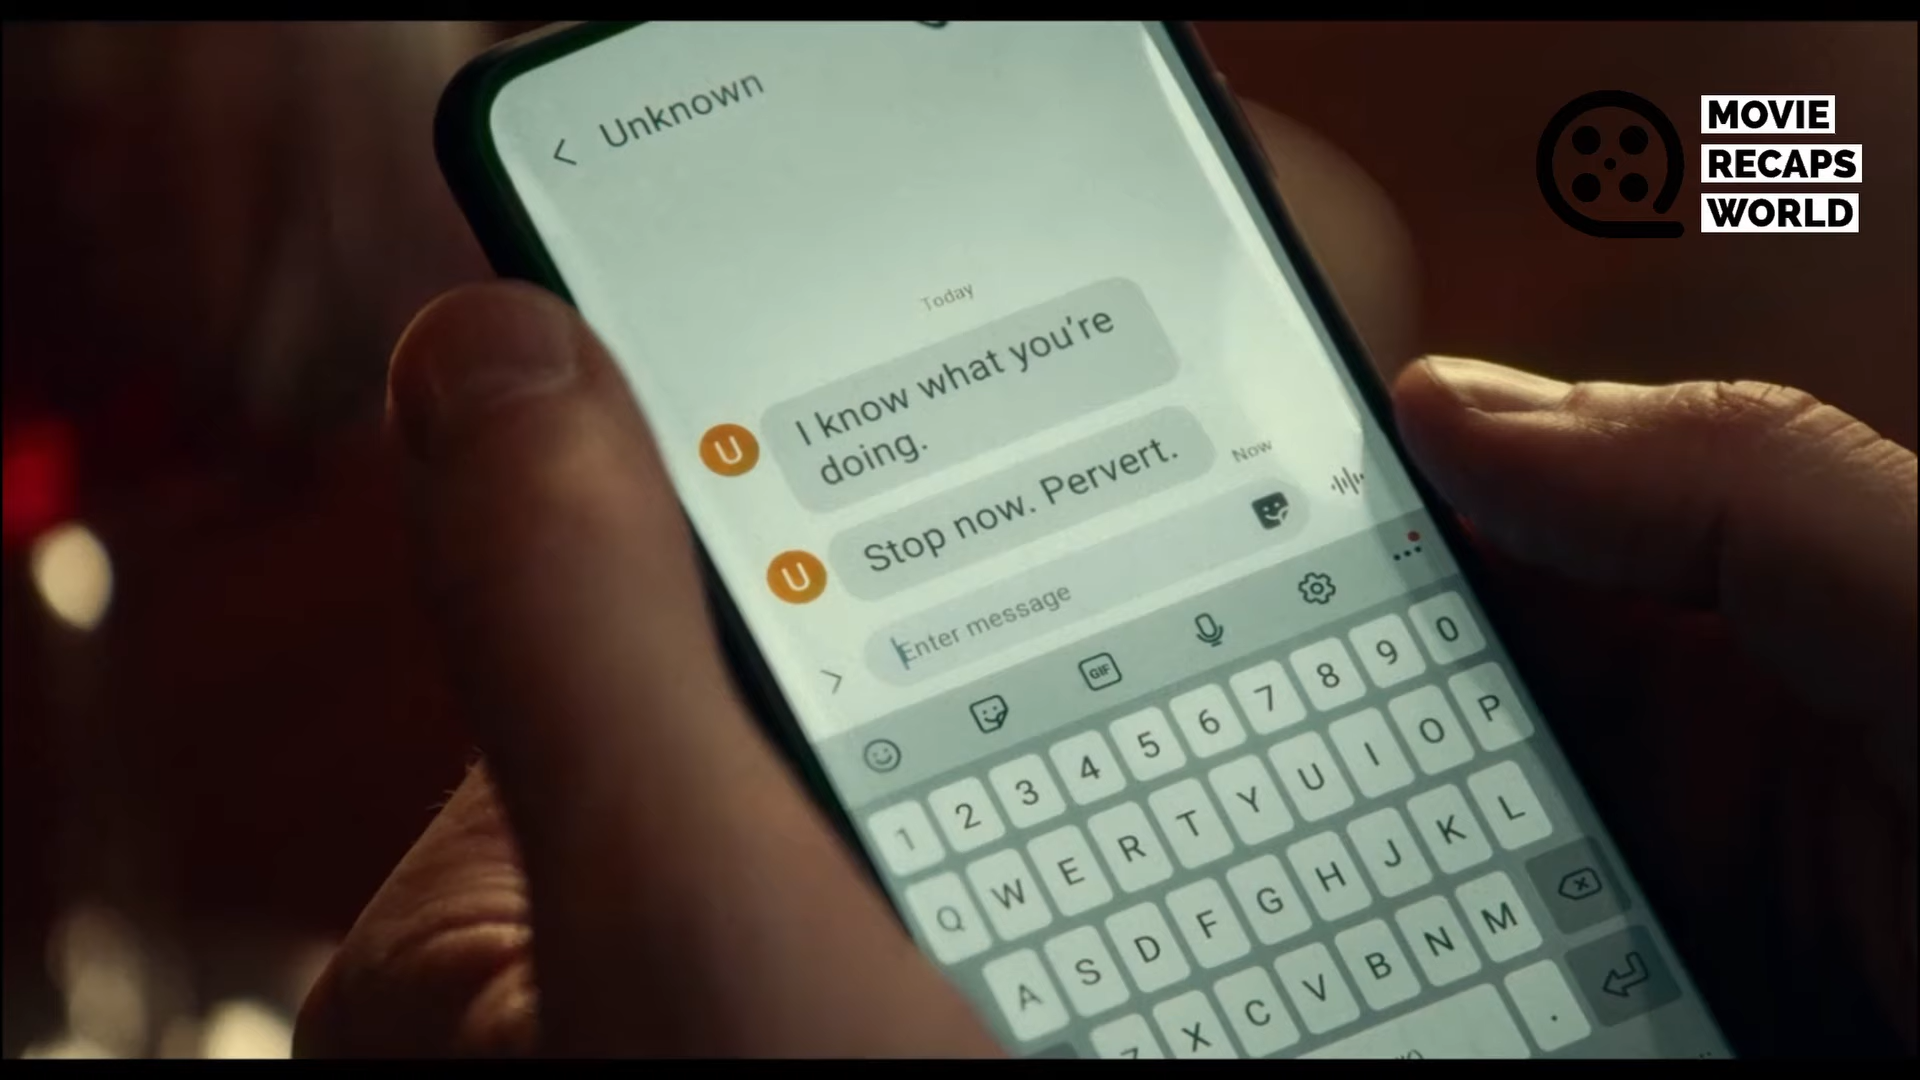 Unknown
MOVIE
RECAPS
WORLD
Today
I know what you're
doing.
U
Stop now. Pervert.
Now
U
Enter message
GIF
1 2 3 4 5 6 7 8 9 0
Q W E R T Y U I O P
A S D F G H J K L
Z X C V B N M
.